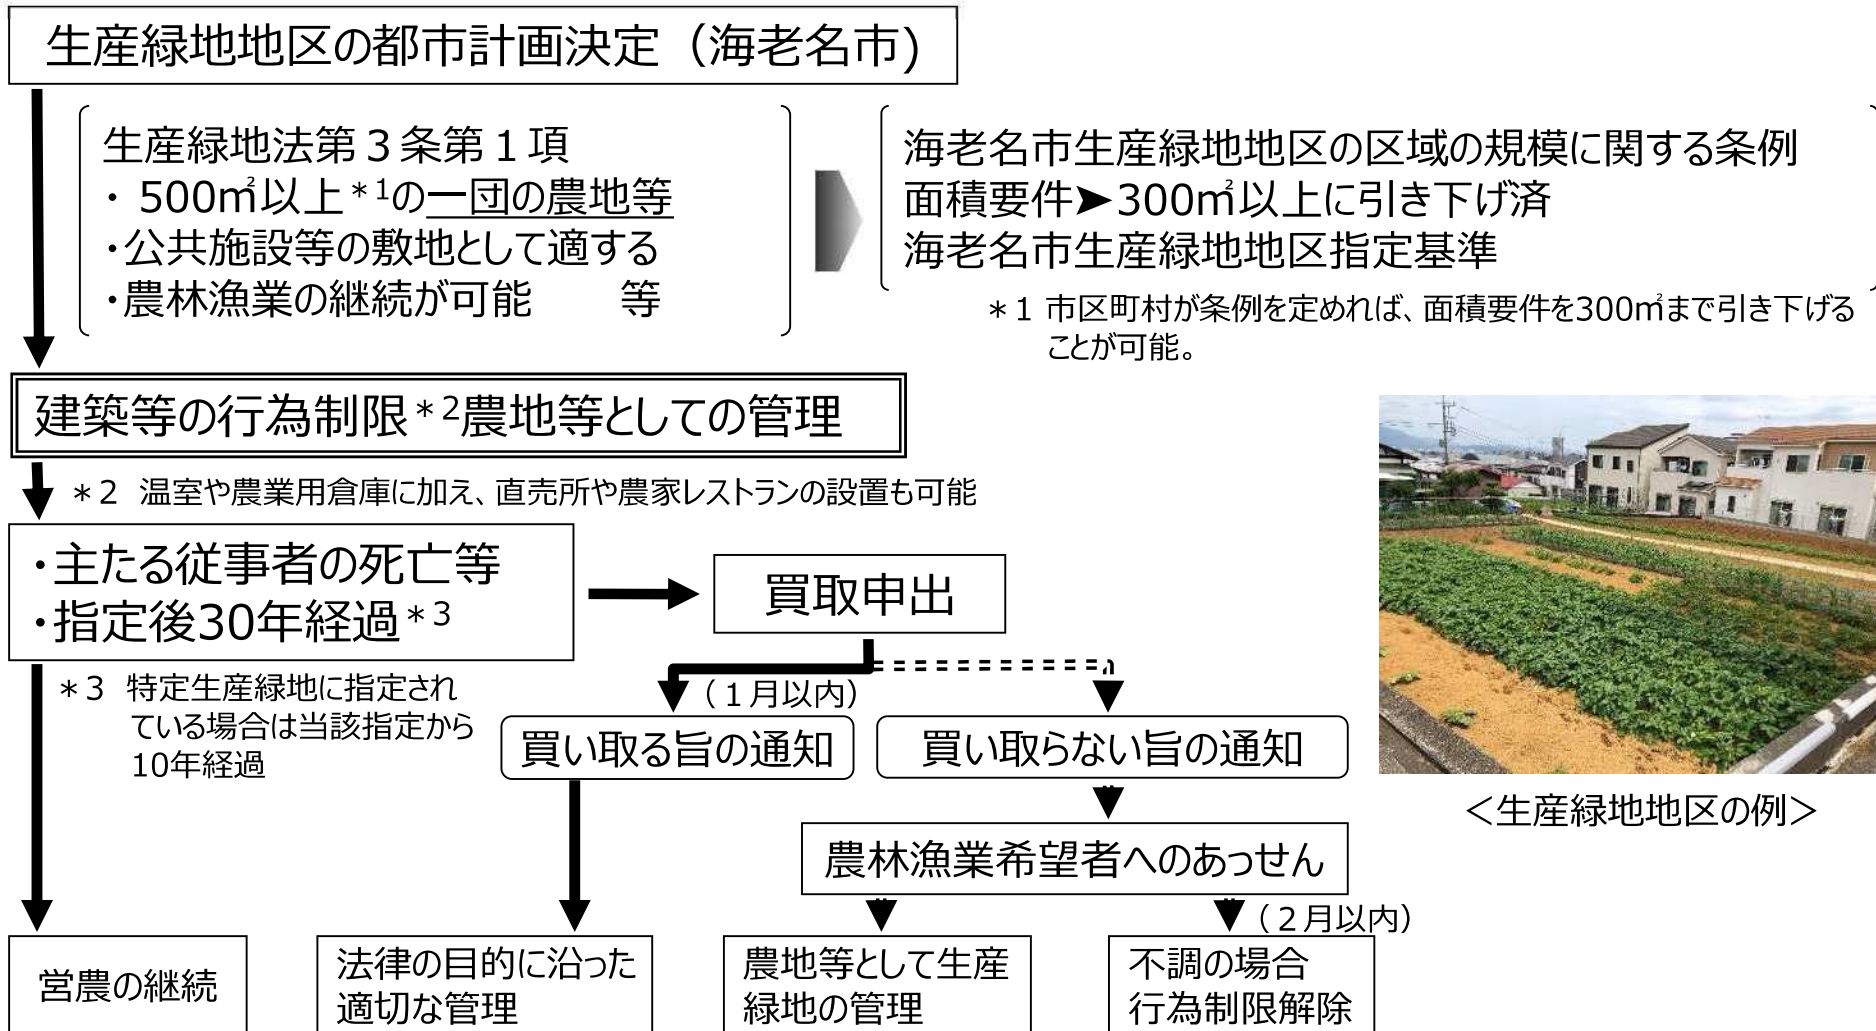 生産緑地地区の都市計画決定（海老名市)
生産緑地法第３条第１項
・ 500㎡以上＊1の一団の農地等
・公共施設等の敷地として適する
・農林漁業の継続が可能　　等
海老名市生産緑地地区の区域の規模に関する条例
面積要件➤300㎡以上に引き下げ済
海老名市生産緑地地区指定基準
＊1 市区町村が条例を定めれば、面積要件を300㎡まで引き下げる
ことが可能。
建築等の行為制限＊2農地等としての管理
＊2　温室や農業用倉庫に加え、直売所や農家レストランの設置も可能
・主たる従事者の死亡等
・指定後30年経過＊3
買取申出
＊3　特定生産緑地に指定され
ている場合は当該指定から
10年経過
（１月以内）
買い取る旨の通知
買い取らない旨の通知
＜生産緑地地区の例＞
農林漁業希望者へのあっせん
（２月以内）
営農の継続
法律の目的に沿った
適切な管理
農地等として生産
緑地の管理
不調の場合
行為制限解除